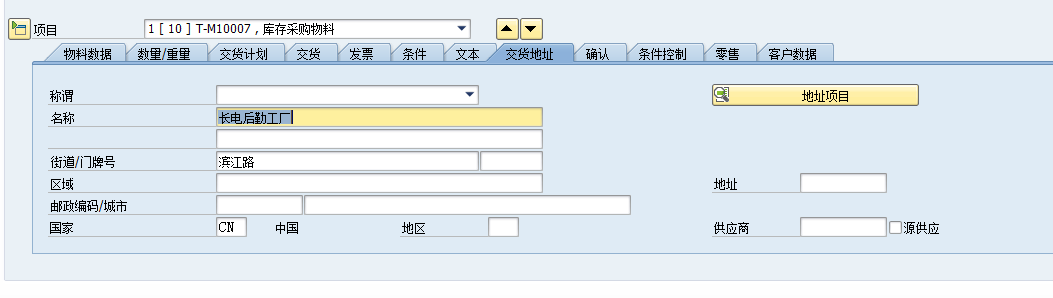 项目 1 [ 10 ] T-M10007 , 库存采购物料
物料数据 数量/重量 交货计划 交货 发票 条件 文本 交货地址 确认 条件控制 零售 客户数据
称谓 地址项目
名称 长电后勤工厂
街道/门牌号 滨江路
区域 地址
邮政编码/城市
国家 CN 中国 地区 供应商 源供应